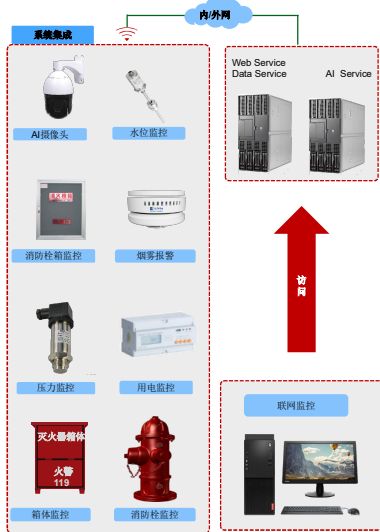 内/外网
系统集成
Web Service
Data Service
AI Service
AI摄像头
水位监控
消防栓箱监控
烟雾报警
访问
压力监控
用电监控
联网监控
灭火器箱体
火警
119
箱体监控
消防栓监控